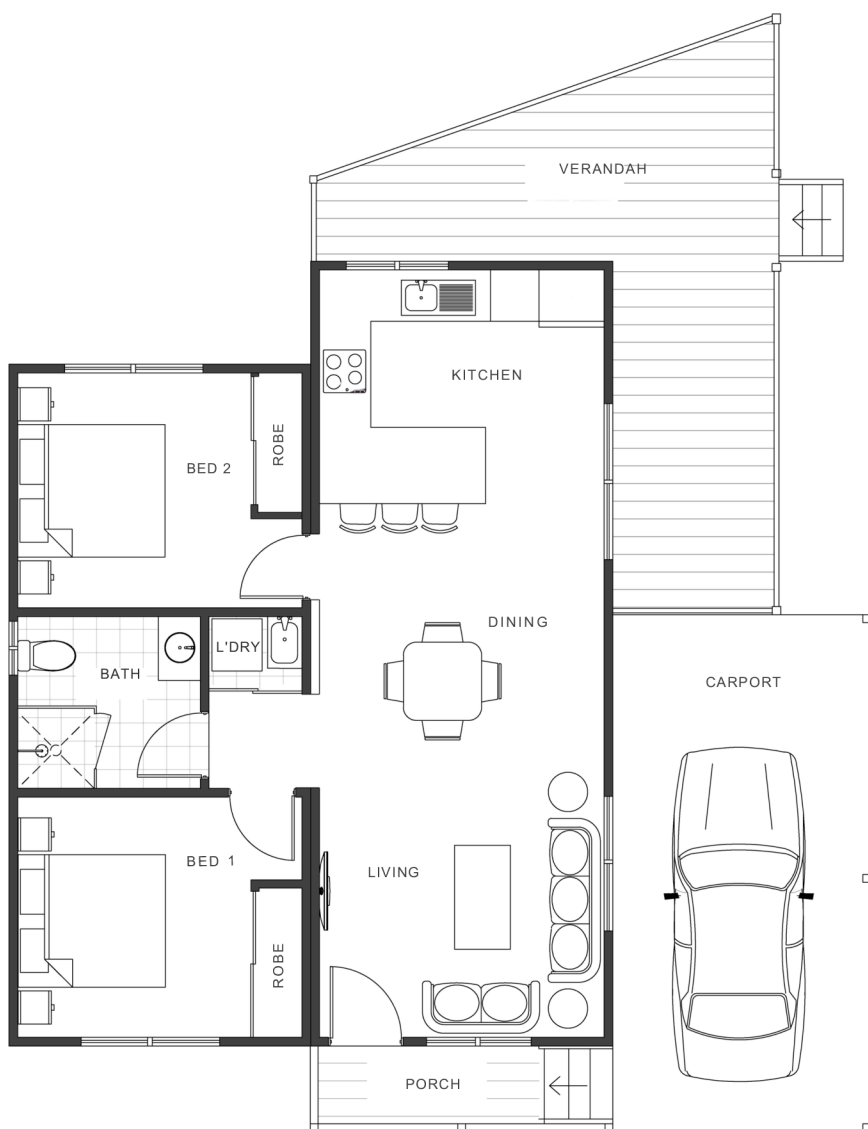 VERANDAH
KITCHEN
BED 2
ROBE
DINING
L'DRY
BATH
CARPORT
BED 1
LIVING
ROBE
PORCH